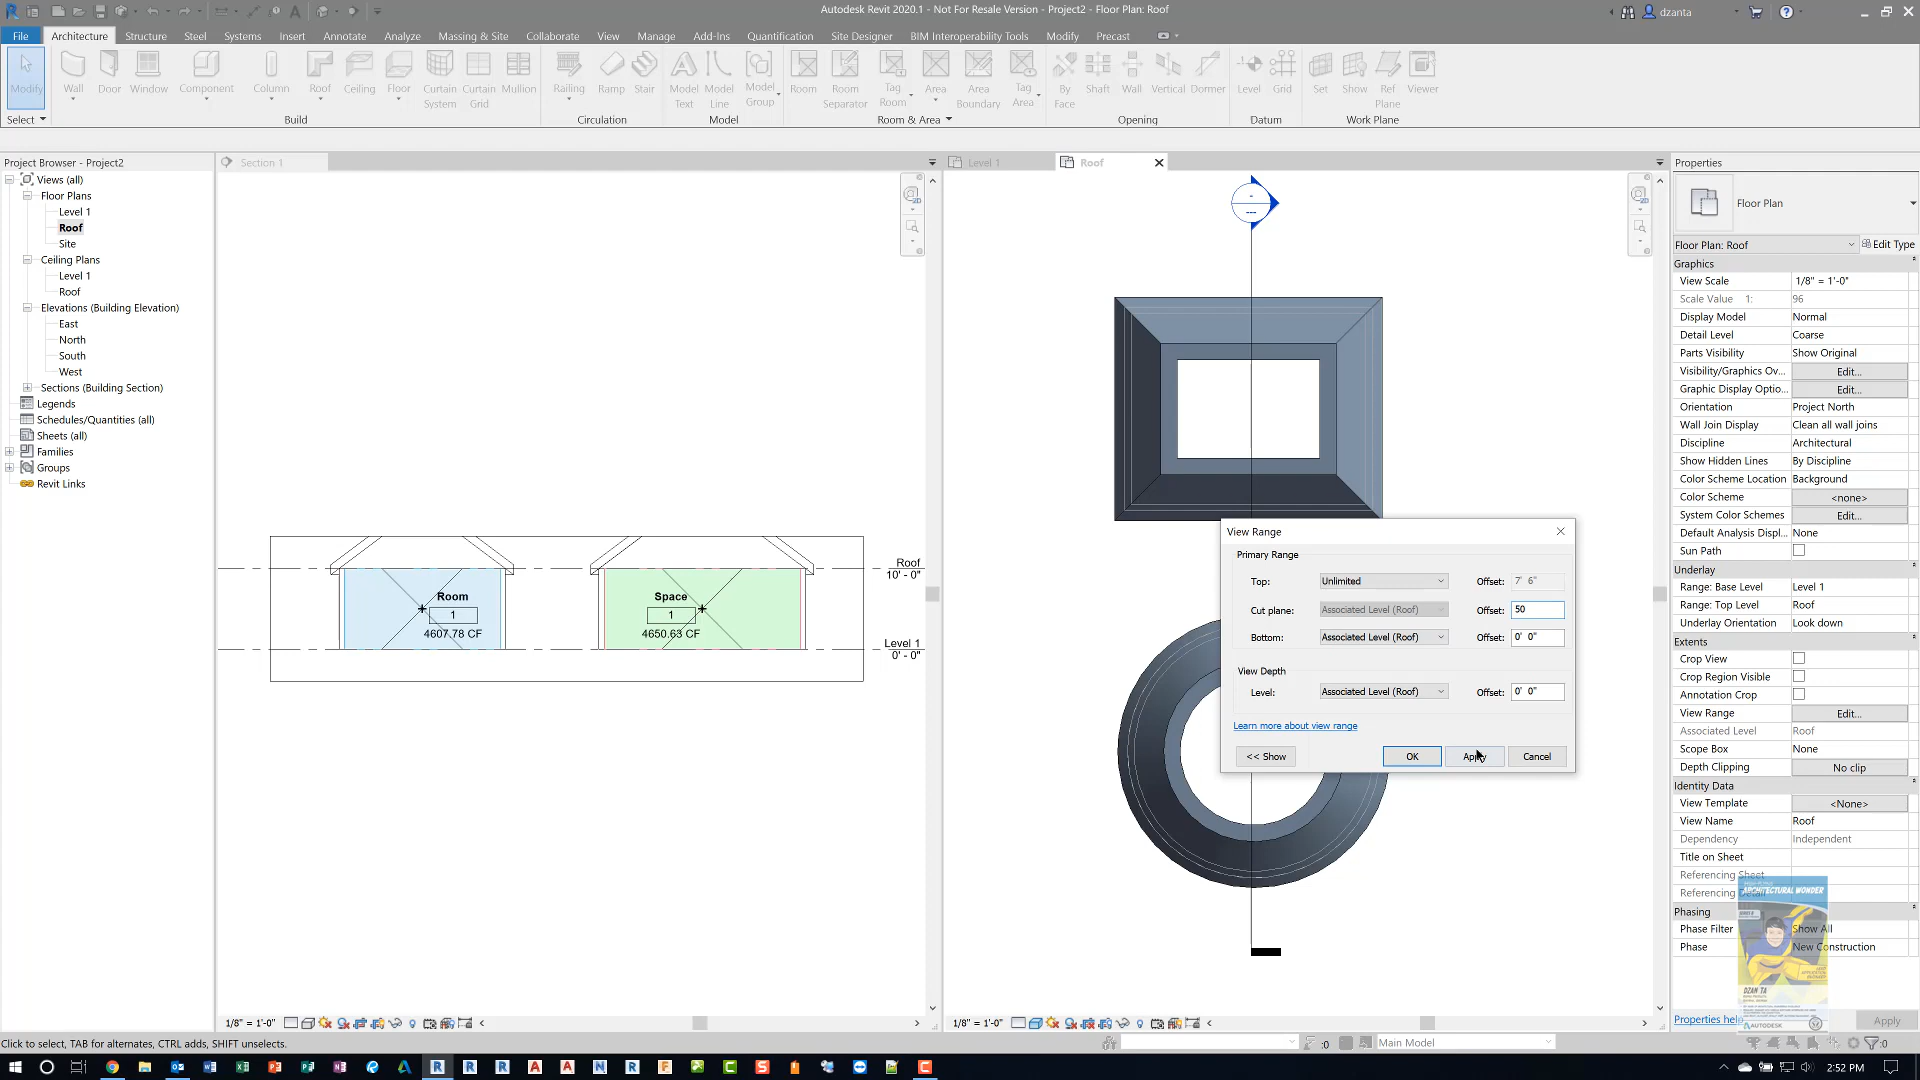 Autodesk Revit 2020.1 - Not For Resale Version - Project2 - Floor Plan: Roof
dzanta
File Architecture Structure Steel Systems Insert Annotate Analyze Massing & Site Collaborate View Manage Add-Ins Quantification Site Designer BIM Interoperability Tools Modify Precast
Modify Wall Door Window Component Column Roof Ceiling Floor Curtain System Curtain Grid Mullion Railing Ramp Stair Model Text Model Line Model Group Room Room Separator Tag Room Area Area Boundary Tag Area By Face Shaft Wall Vertical Dormer Level Grid Set Show Ref Plane Viewer
Select Build Circulation Model Room & Area Opening Datum Work Plane
Project Browser - Project2
Views (all)
Floor Plans
Level 1
Roof
Site
Ceiling Plans
Level 1
Roof
Elevations (Building Elevation)
East
North
South
West
Sections (Building Section)
Legends
Schedules/Quantities (all)
Sheets (all)
Families
Groups
Revit Links
Section 1
Roof
10' - 0"
Room
1
4607.78 CF
Space
1
4650.63 CF
Level 1
0' - 0"
1/8" = 1'-0"
Level 1
Roof
View Range
Primary Range
Top: Unlimited Offset: 7' 6"
Cut plane: Associated Level (Roof) Offset: 50
Bottom: Associated Level (Roof) Offset: 0' 0"
View Depth
Level: Associated Level (Roof) Offset: 0' 0"
Learn more about view range
<< Show OK Apply Cancel
1/8" = 1'-0"
Properties
Floor Plan
Floor Plan: Roof Edit Type
Graphics
View Scale 1/8" = 1'-0"
Scale Value 1: 96
Display Model Normal
Detail Level Coarse
Parts Visibility Show Original
Visibility/Graphics Ov... Edit...
Graphic Display Optio... Edit...
Orientation Project North
Wall Join Display Clean all wall joins
Discipline Architectural
Show Hidden Lines By Discipline
Color Scheme Location Background
Color Scheme <none>
System Color Schemes Edit...
Default Analysis Displ... None
Sun Path
Underlay
Range: Base Level Level 1
Range: Top Level Roof
Underlay Orientation Look down
Extents
Crop View
Crop Region Visible
Annotation Crop
View Range Edit...
Associated Level Roof
Scope Box None
Depth Clipping No clip
Identity Data
View Template <None>
View Name Roof
Dependency Independent
Title on Sheet
Referencing Sheet
Referencing
Phasing
Phase Filter Show All
Phase New Construction
ARCHITECTURAL WONDER
DZAN TA
AUTODESK
Properties help
Apply
Click to select, TAB for alternates, CTRL adds, SHIFT unselects.
:0
Main Model
:0
2:52 PM